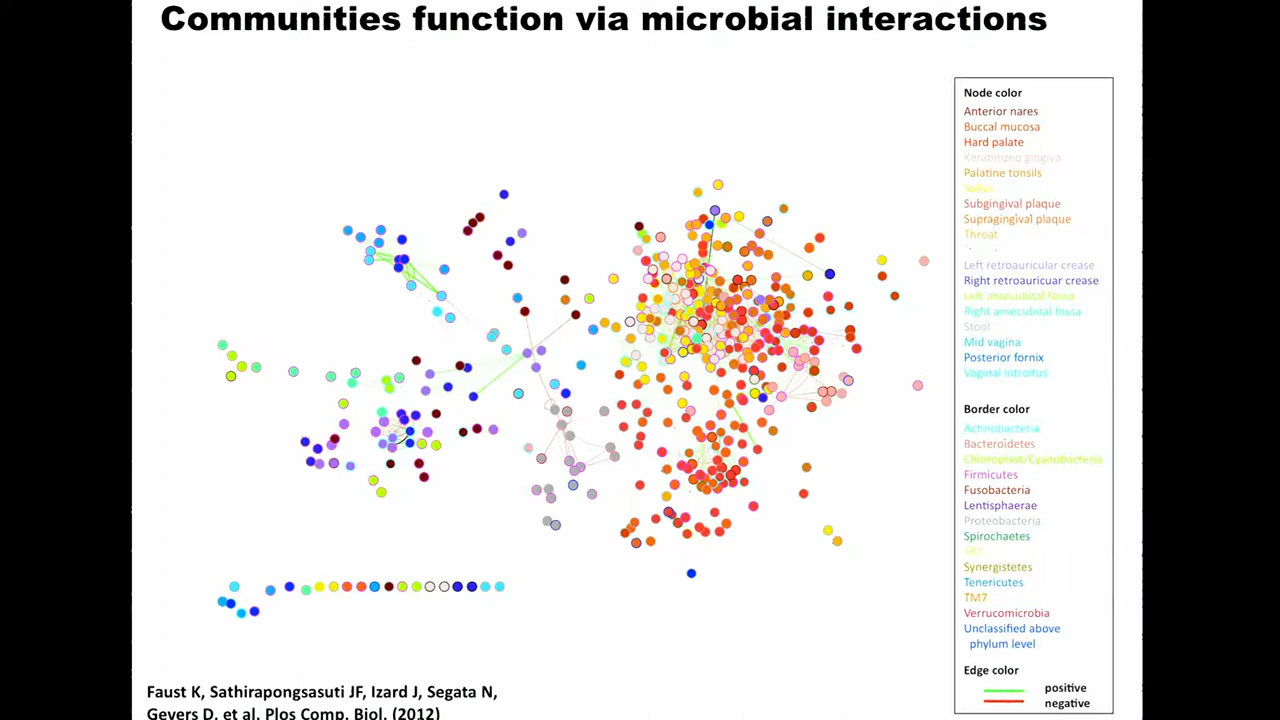 Communities function via microbial interactions
Node color
Anterior nares
Buccal mucosa
Hard palate
Keratinized gingiva
Palatine tonsils
Saliva
Subgingival plaque
Supragingival plaque
Throat
Left retroauricular crease
Right retroauricuar crease
Left antecubital fossa
Right antecubital fossa
Stool
Mid vagina
Posterior fornix
Vaginal introitus
Border color
Actinobacteria
Bacteroidetes
Chloroplast/Cyanobacteria
Firmicutes
Fusobacteria
Lentisphaerae
Proteobacteria
Spirochaetes
SR1
Synergistetes
Tenericutes
TM7
Verrucomicrobia
Unclassified above
phylum level
Edge color
positive
negative
Faust K, Sathirapongsasuti JF, Izard J, Segata N,
Gevers D, et al. Plos Comp. Biol. (2012)